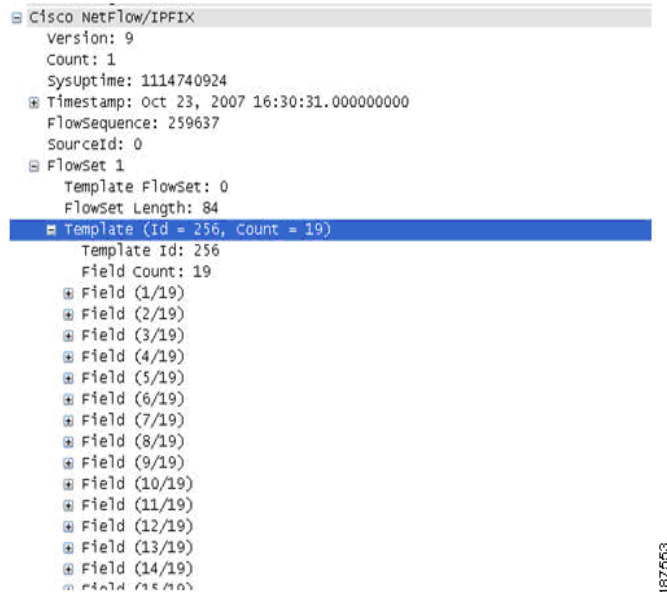 Cisco NetFlow/IPFIX
Version: 9
Count: 1
SysUptime: 1114740924
Timestamp: Oct 23, 2007 16:30:31.000000000
FlowSequence: 259637
SourceId: 0
FlowSet 1
Template FlowSet: 0
FlowSet Length: 84
Template (Id = 256, Count = 19)
Template Id: 256
Field Count: 19
Field (1/19)
Field (2/19)
Field (3/19)
Field (4/19)
Field (5/19)
Field (6/19)
Field (7/19)
Field (8/19)
Field (9/19)
Field (10/19)
Field (11/19)
Field (12/19)
Field (13/19)
Field (14/19)
Field (15/19)
187553